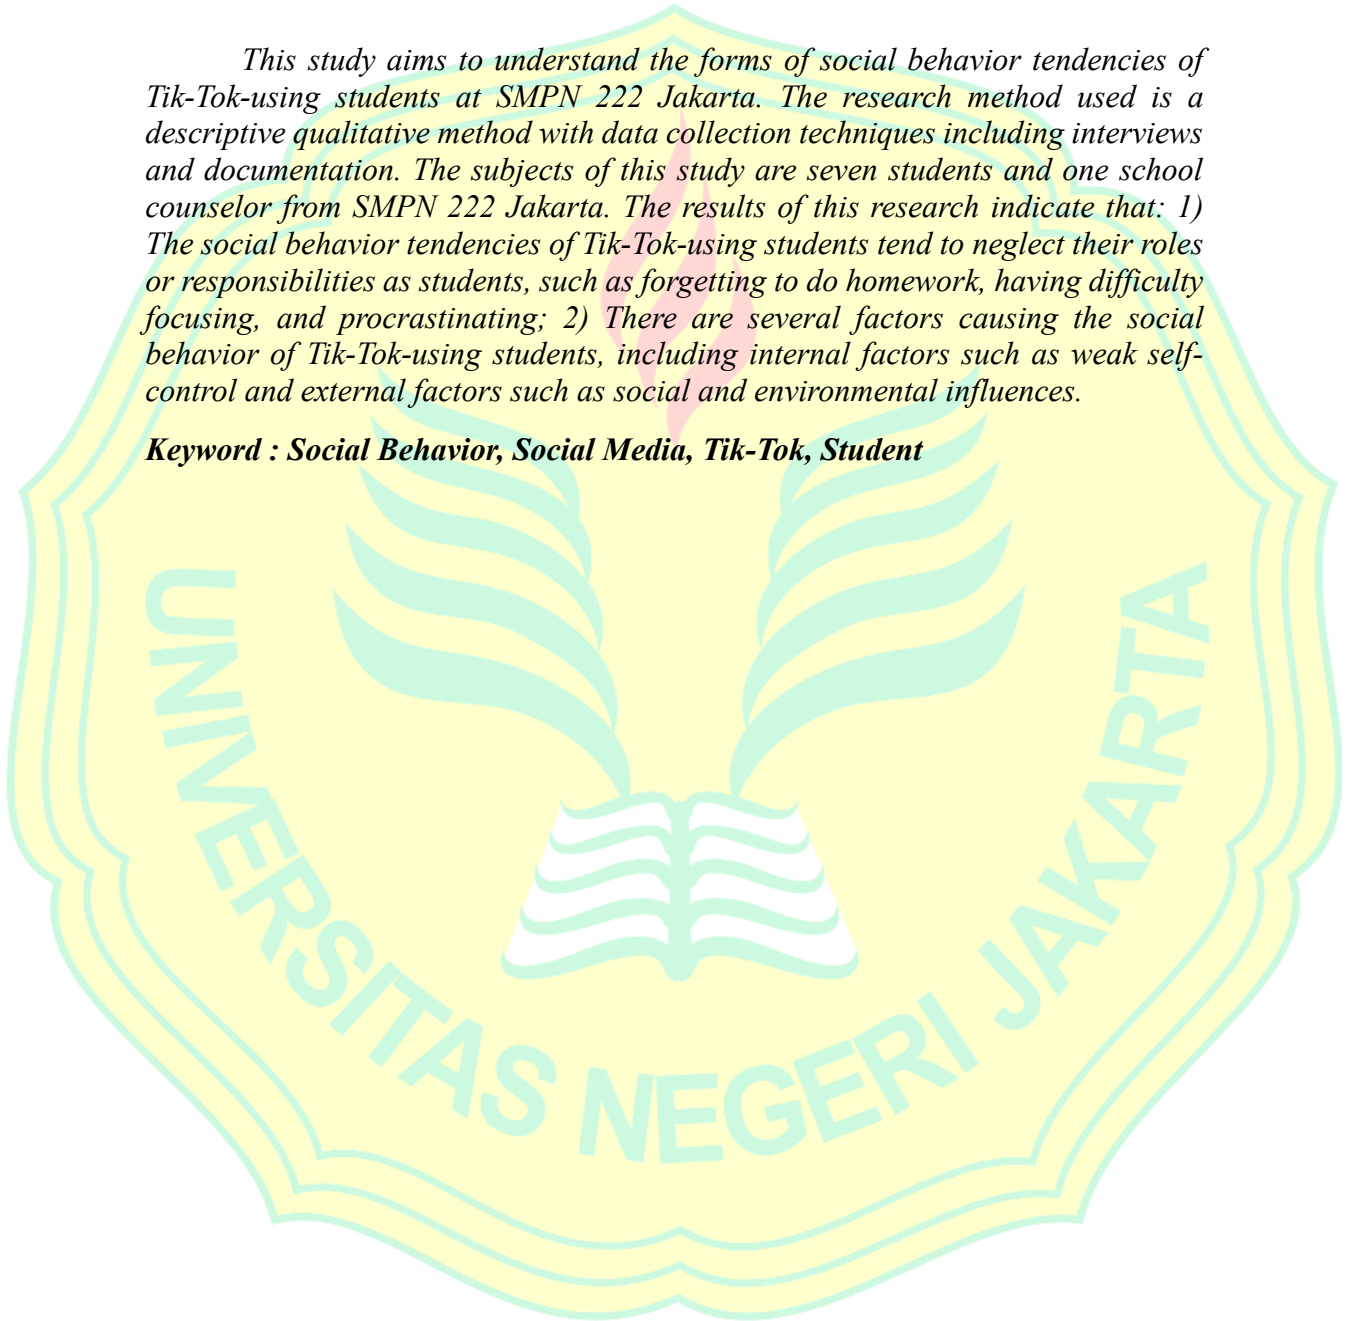 This study aims to understand the forms of social behavior tendencies of
Tik-Tok-using students at SMPN 222 Jakarta. The research method used is a
descriptive qualitative method with data collection techniques including interviews
and documentation. The subjects of this study are seven students and one school
counselor from SMPN 222 Jakarta. The results of this research indicate that: 1)
The social behavior tendencies of Tik-Tok-using students tend to neglect their roles
or responsibilities as students, such as forgetting to do homework, having difficulty
focusing, and procrastinating; 2) There are several factors causing the social
behavior of Tik-Tok-using students, including internal factors such as weak self-
control and external factors such as social and environmental influences.
Keyword : Social Behavior, Social Media, Tik-Tok, Student
UNIVERSITAS NEGERI JAKARTA